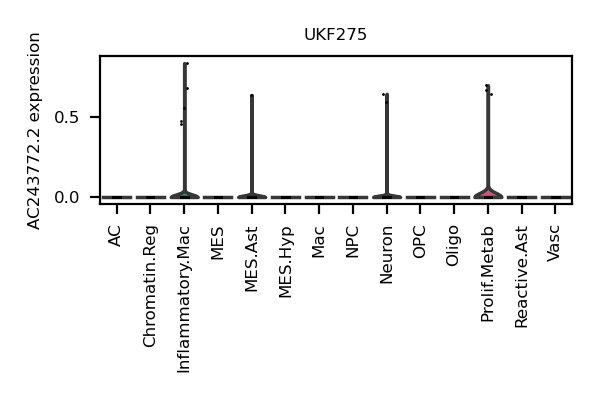 UKF275
AC243772.2 expression
0.5
0.0
AC
Chromatin.Reg
Inflammatory.Mac
MES
MES.Ast
MES.Hyp
Mac
NPC
Neuron
OPC
Oligo
Prolif.Metab
Reactive.Ast
Vasc